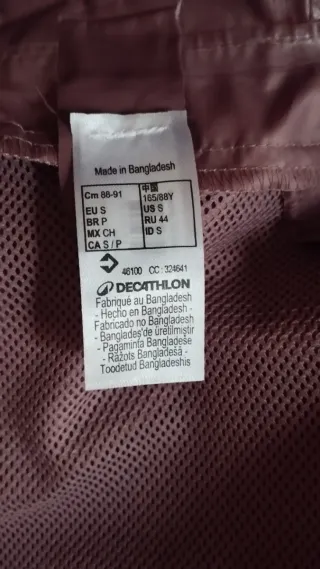 Made in Bangladesh
Cm 88-91
EU S
BR P
MX CH
CA S / P
中国
165/88Y
US S
RU 44
ID S
46100 CC : 324641
DECATHLON
Fabriqué au Bangladesh
- Hecho en Bangladesh -
Fabricado no Bangladesh
- Bangladeş'de üretilmiştir
- Pagaminta Bangladeše
- Ražots Bangladešā -
Toodetud Bangladeshis